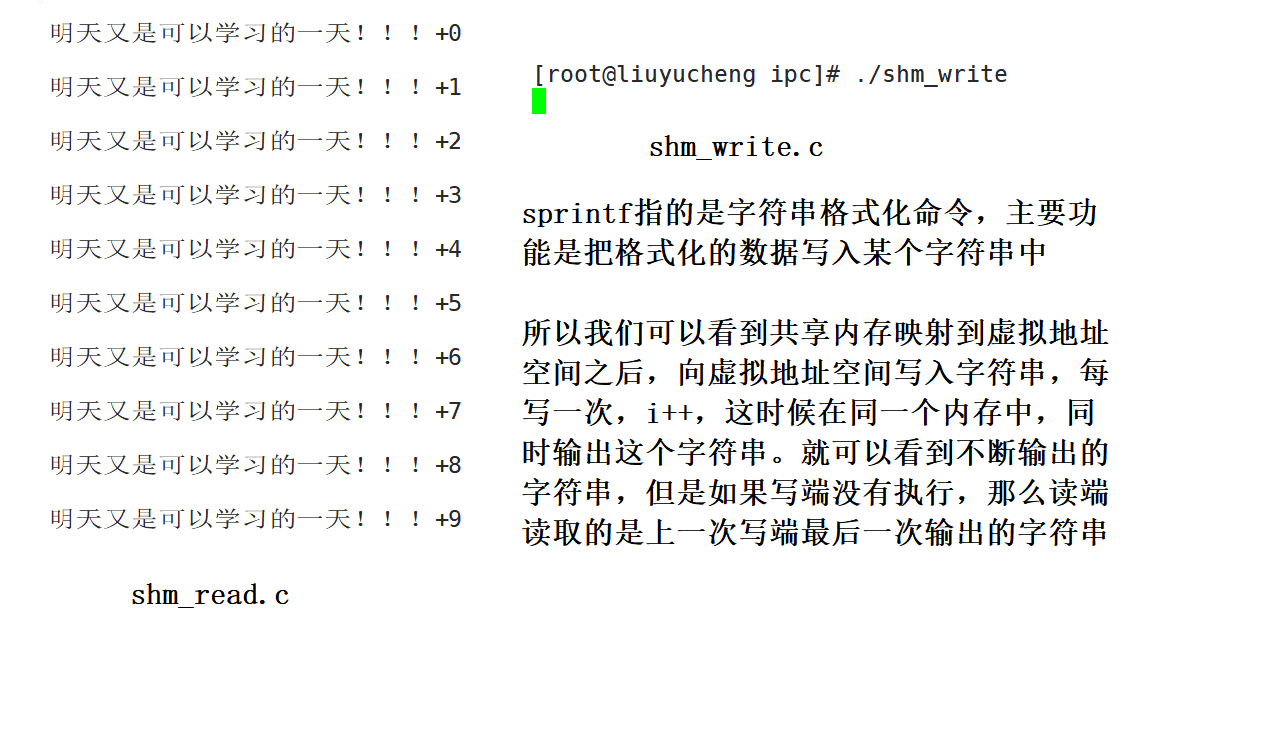 明天又是可以学习的一天！！！+0
明天又是可以学习的一天！！！+1
明天又是可以学习的一天！！！+2
明天又是可以学习的一天！！！+3
明天又是可以学习的一天！！！+4
明天又是可以学习的一天！！！+5
明天又是可以学习的一天！！！+6
明天又是可以学习的一天！！！+7
明天又是可以学习的一天！！！+8
明天又是可以学习的一天！！！+9
shm_read.c
[root@liuyucheng ipc]# ./shm_write
shm_write.c
sprintf指的是字符串格式化命令，主要功
能是把格式化的数据写入某个字符串中
所以我们可以看到共享内存映射到虚拟地址
空间之后，向虚拟地址空间写入字符串，每
写一次，i++，这时候在同一个内存中，同
时输出这个字符串。就可以看到不断输出的
字符串，但是如果写端没有执行，那么读端
读取的是上一次写端最后一次输出的字符串